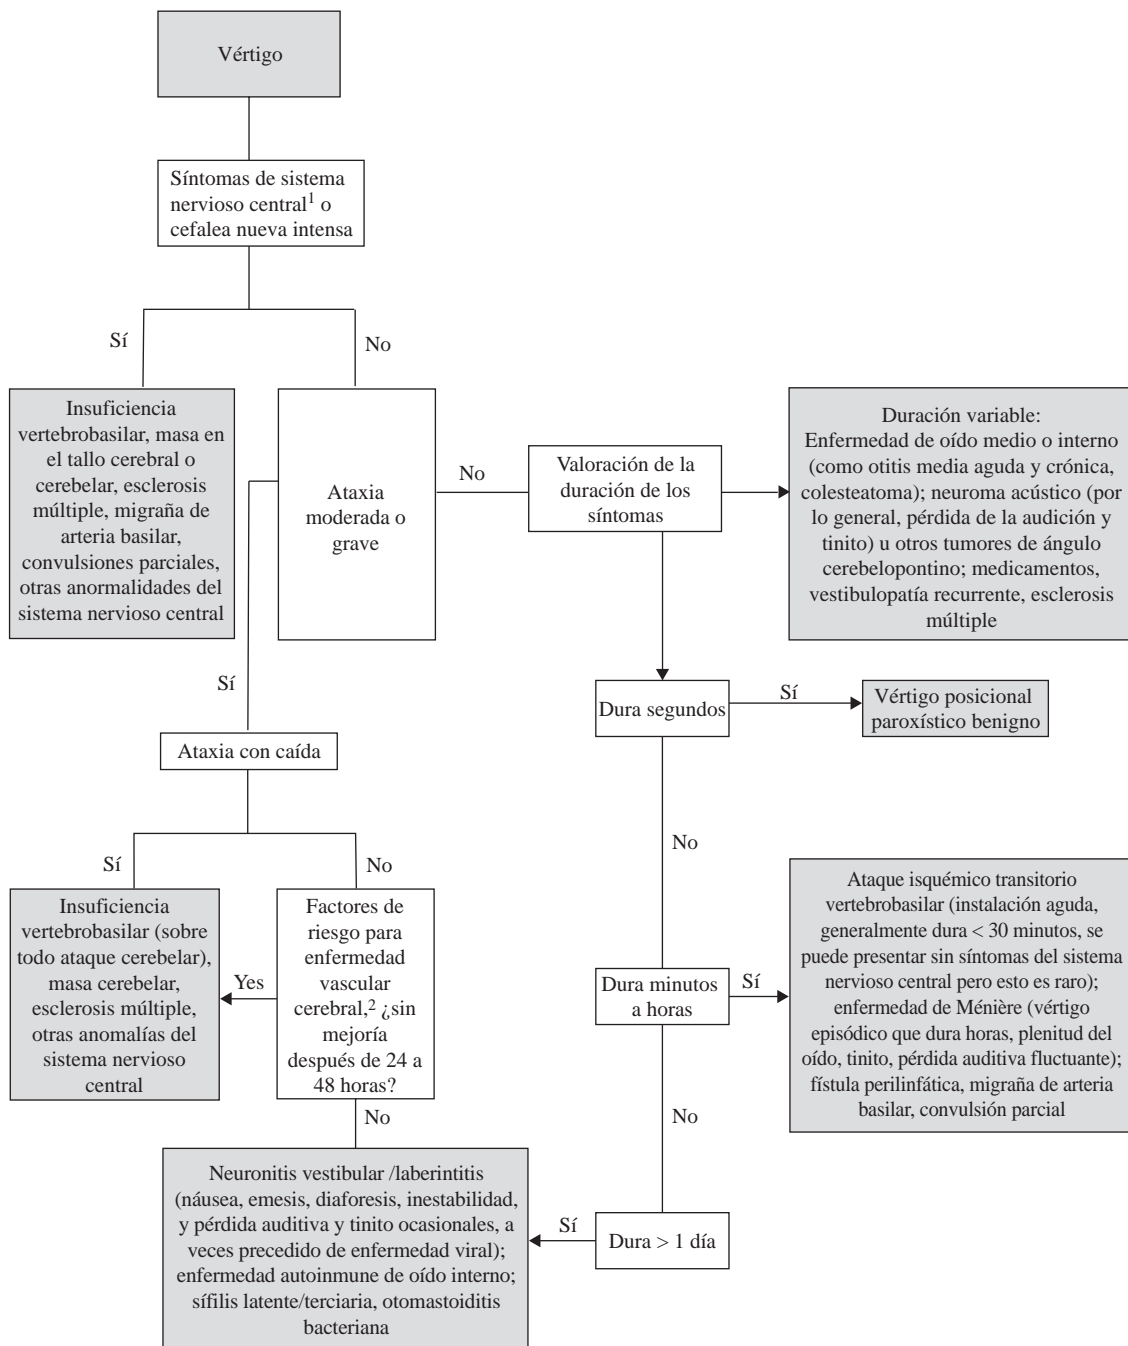 Vértigo
Síntomas de sistema
nervioso central¹ o
cefalea nueva intensa
Sí
No
Insuficiencia
vertebrobasilar, masa en
el tallo cerebral o
cerebelar, esclerosis
múltiple, migraña de
arteria basilar,
convulsiones parciales,
otras anormalidades del
sistema nervioso central
Ataxia
moderada o
grave
No
Valoración de la
duración de los
síntomas
Duración variable:
Enfermedad de oído medio o interno
(como otitis media aguda y crónica,
colesteatoma); neuroma acústico (por
lo general, pérdida de la audición y
tinito) u otros tumores de ángulo
cerebelopontino; medicamentos,
vestibulopatía recurrente, esclerosis
múltiple
Sí
Dura segundos
Sí
Vértigo posicional
paroxístico benigno
Ataxia con caída
Sí
No
No
Insuficiencia
vertebrobasilar (sobre
todo ataque cerebelar),
masa cerebelar,
esclerosis múltiple,
otras anomalías del
sistema nervioso
central
Yes
Factores de
riesgo para
enfermedad
vascular
cerebral,² ¿sin
mejoría
después de 24 a
48 horas?
Dura minutos
a horas
Sí
Ataque isquémico transitorio
vertebrobasilar (instalación aguda,
generalmente dura < 30 minutos, se
puede presentar sin síntomas del sistema
nervioso central pero esto es raro);
enfermedad de Ménière (vértigo
episódico que dura horas, plenitud del
oído, tinito, pérdida auditiva fluctuante);
fístula perilinfática, migraña de arteria
basilar, convulsión parcial
No
No
Neuronitis vestibular /laberintitis
(náusea, emesis, diaforesis, inestabilidad,
y pérdida auditiva y tinito ocasionales, a
veces precedido de enfermedad viral);
enfermedad autoinmune de oído interno;
sífilis latente/terciaria, otomastoiditis
bacteriana
Sí
Dura > 1 día